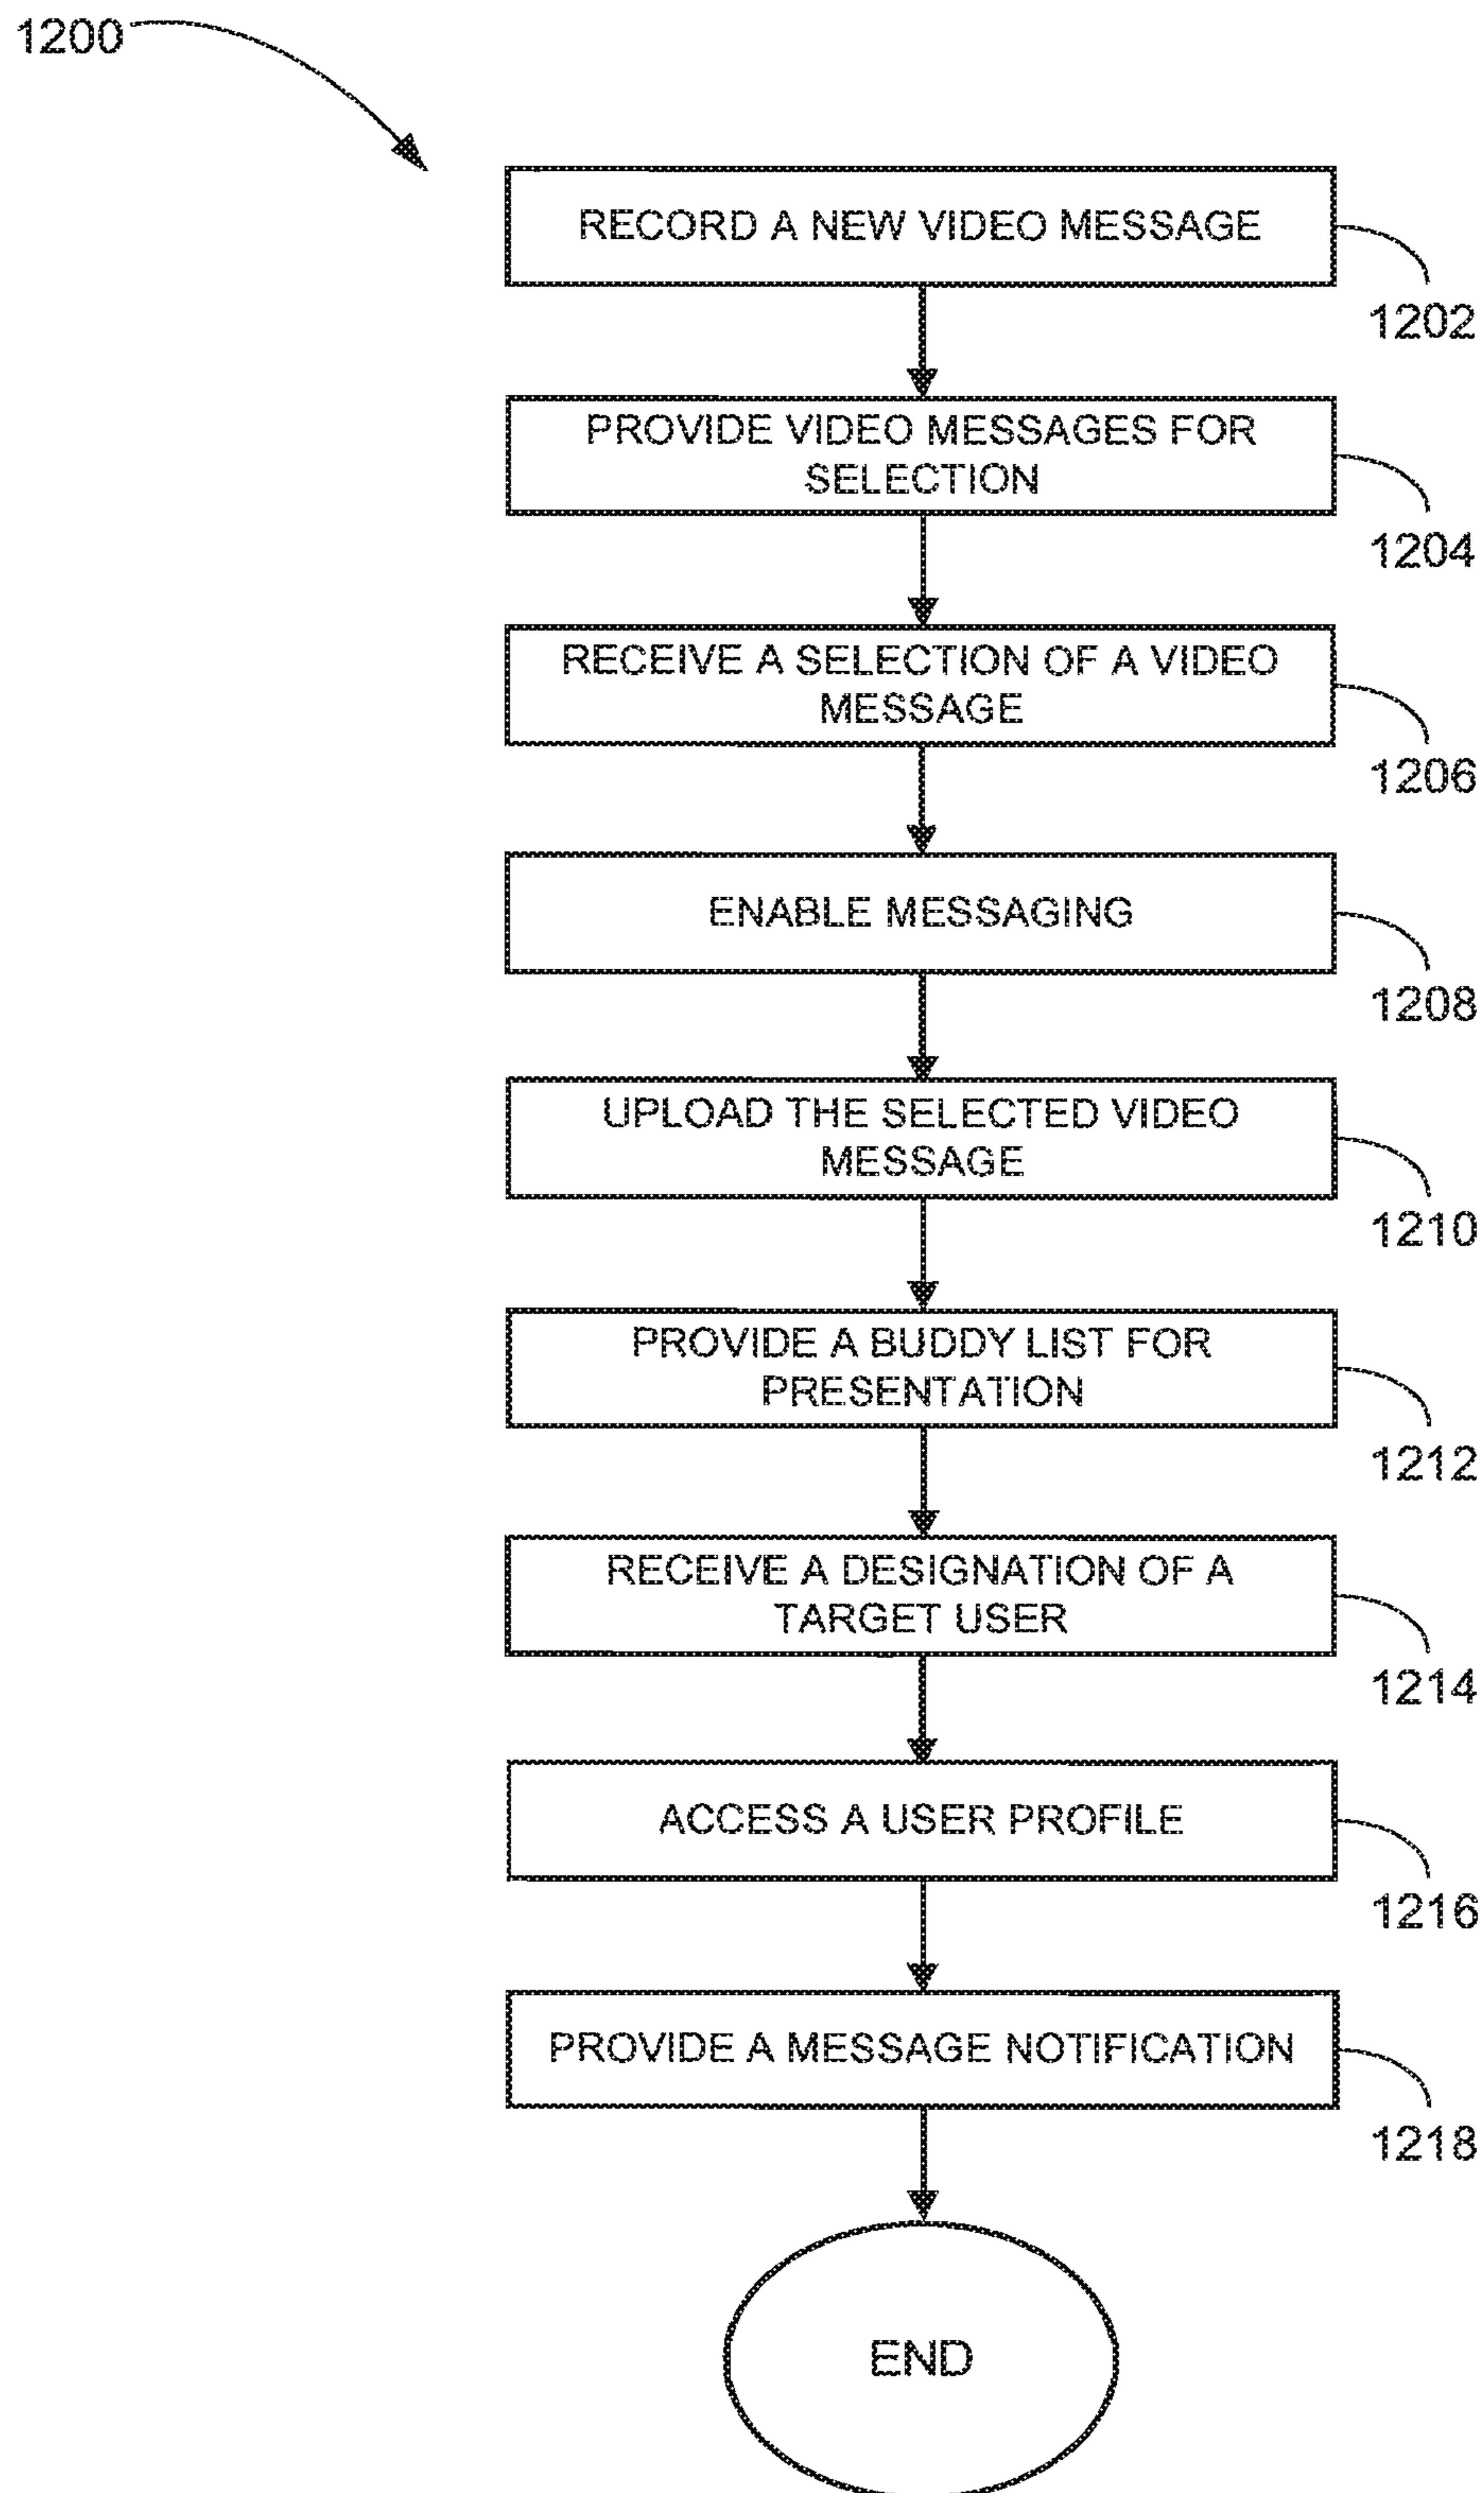 1200
RECORD A NEW VIDEO MESSAGE
1202
PROVIDE VIDEO MESSAGES FOR
SELECTION
1204
RECEIVE A SELECTION OF A VIDEO
MESSAGE
1206
ENABLE MESSAGING
1208
UPLOAD THE SELECTED VIDEO
MESSAGE
1210
PROVIDE A BUDDY LIST FOR
PRESENTATION
1212
RECEIVE A DESIGNATION OF A
TARGET USER
1214
ACCESS A USER PROFILE
1216
PROVIDE A MESSAGE NOTIFICATION
1218
END